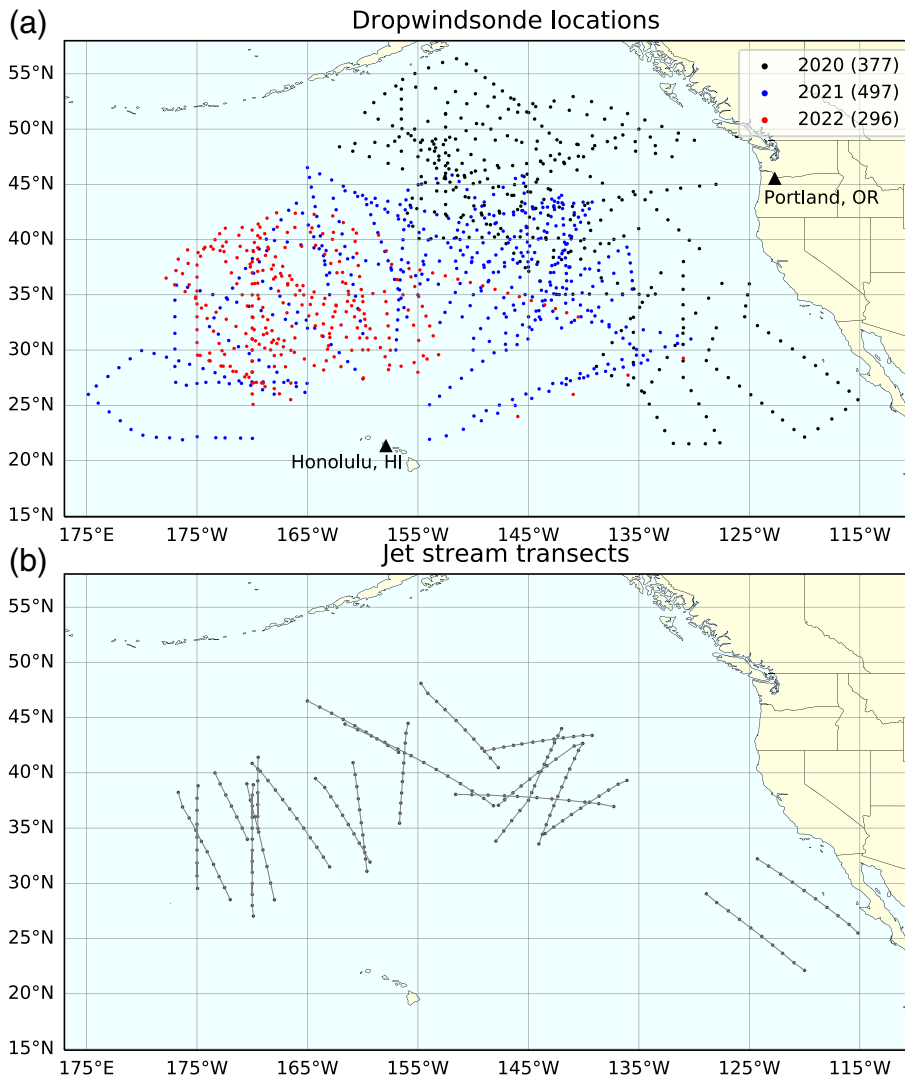 (a)
Dropwindsonde locations
2020 (377)
2021 (497)
2022 (296)
55°N
50°N
45°N
40°N
35°N
30°N
25°N
20°N
15°N
Portland, OR
Honolulu, HI
175°E 175°W 165°W 155°W 145°W 135°W 125°W 115°W
(b)
Jet stream transects
55°N
50°N
45°N
40°N
35°N
30°N
25°N
20°N
15°N
175°E 175°W 165°W 155°W 145°W 135°W 125°W 115°W